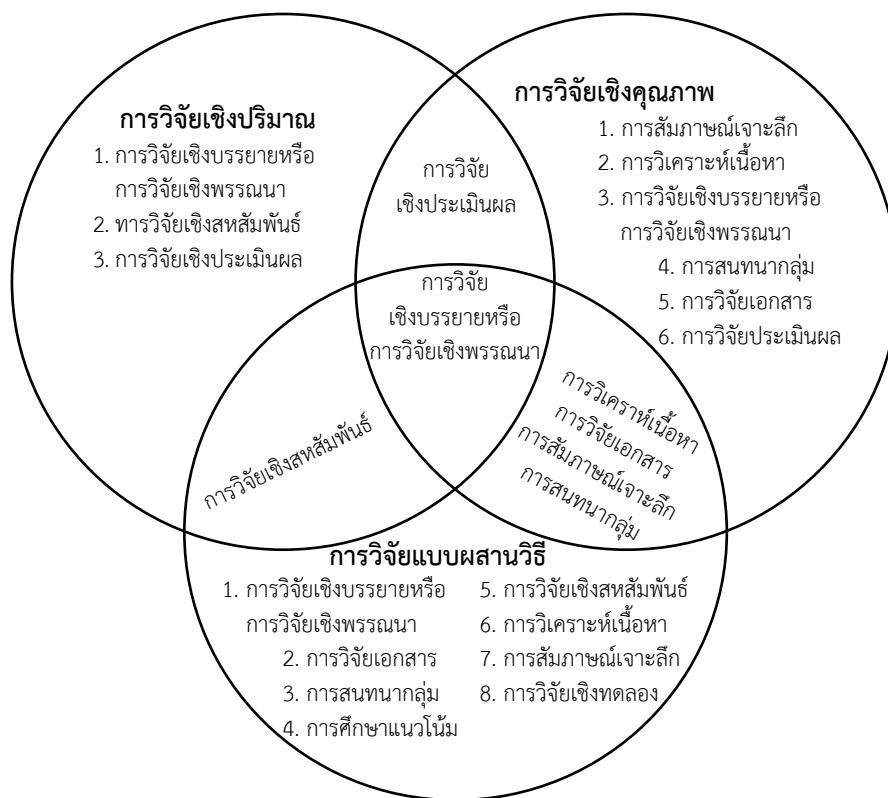 การวิจัยเชิงปริมาณ
1. การวิจัยเชิงบรรยายหรือ
การวิจัยเชิงพรรณนา
2. ทารวิจัยเชิงสหสัมพันธ์
3. การวิจัยเชิงประเมินผล
การวิจัย
เชิงประเมินผล
การวิจัยเชิงคุณภาพ
1. การสัมภาษณ์เจาะลึก
2. การวิเคราะห์เนื้อหา
3. การวิจัยเชิงบรรยายหรือ
การวิจัยเชิงพรรณนา
4. การสนทนากลุ่ม
5. การวิจัยเอกสาร
6. การวิจัยประเมินผล
การวิจัย
เชิงบรรยายหรือ
การวิจัยเชิงพรรณนา
การวิจัยเชิงสหสัมพันธ์
การวิเคราห์เนื้อหา
การวิจัยเอกสาร
การสัมภาษณ์เจาะลึก
การสนทนากลุ่ม
การวิจัยแบบผสานวิธี
1. การวิจัยเชิงบรรยายหรือ
การวิจัยเชิงพรรณนา
2. การวิจัยเอกสาร
3. การสนทนากลุ่ม
4. การศึกษาแนวโน้ม
5. การวิจัยเชิงสหสัมพันธ์
6. การวิเคราะห์เนื้อหา
7. การสัมภาษณ์เจาะลึก
8. การวิจัยเชิงทดลอง